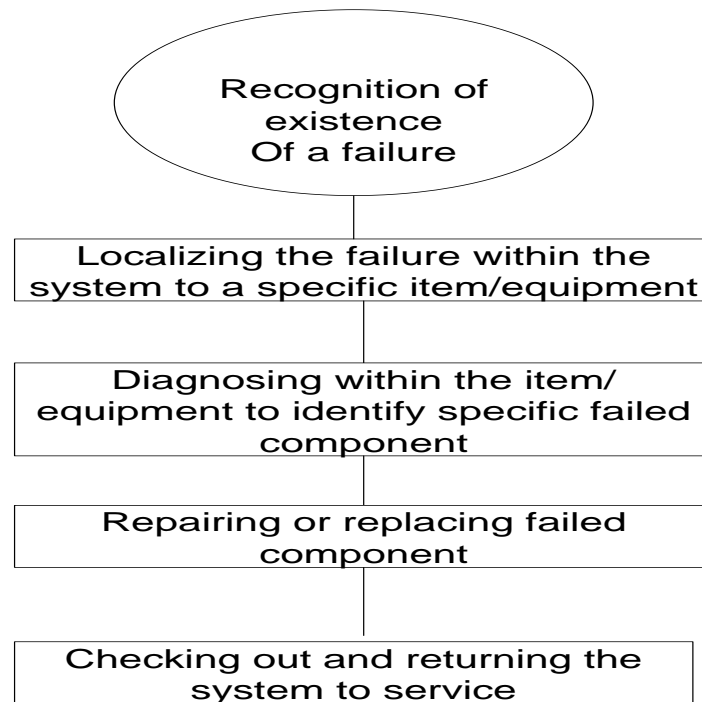 Recognition of
existence
Of a failure
Localizing the failure within the
system to a specific item/equipment
Diagnosing within the item/
equipment to identify specific failed
component
Repairing or replacing failed
component
Checking out and returning the
system to service